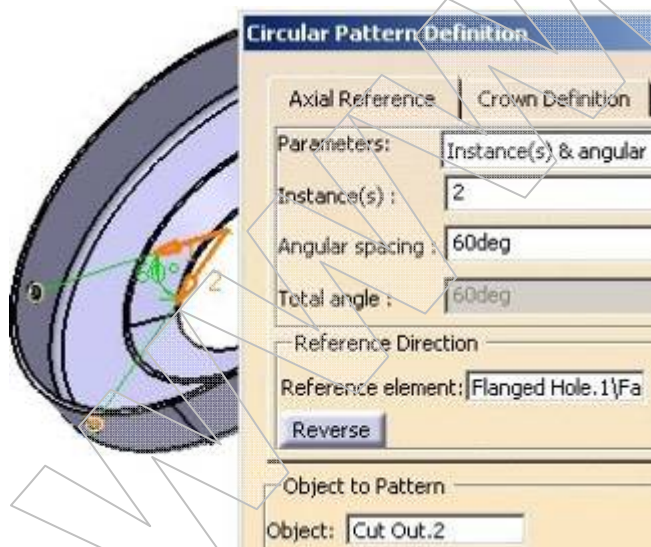 Circular Pattern Definition
Axial Reference
Crown Definition
Parameters:
Instance(s) & angular
Instance(s) :
2
Angular spacing :
60deg
Total angle :
60deg
Reference Direction
Reference element:
Flanged Hole.1\Fa
Reverse
Object to Pattern
Object:
Cut Out.2
2